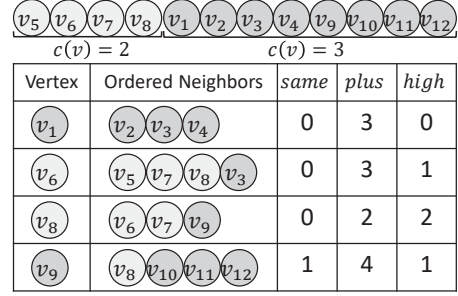 v5 v6 v7 v8 v1 v2 v3 v4 v9 v10 v11 v12
c(v) = 2 c(v) = 3
Vertex Ordered Neighbors same plus high
v1 v2 v3 v4 0 3 0
v6 v5 v7 v8 v3 0 3 1
v8 v6 v7 v9 0 2 2
v9 v8 v10 v11 v12 1 4 1